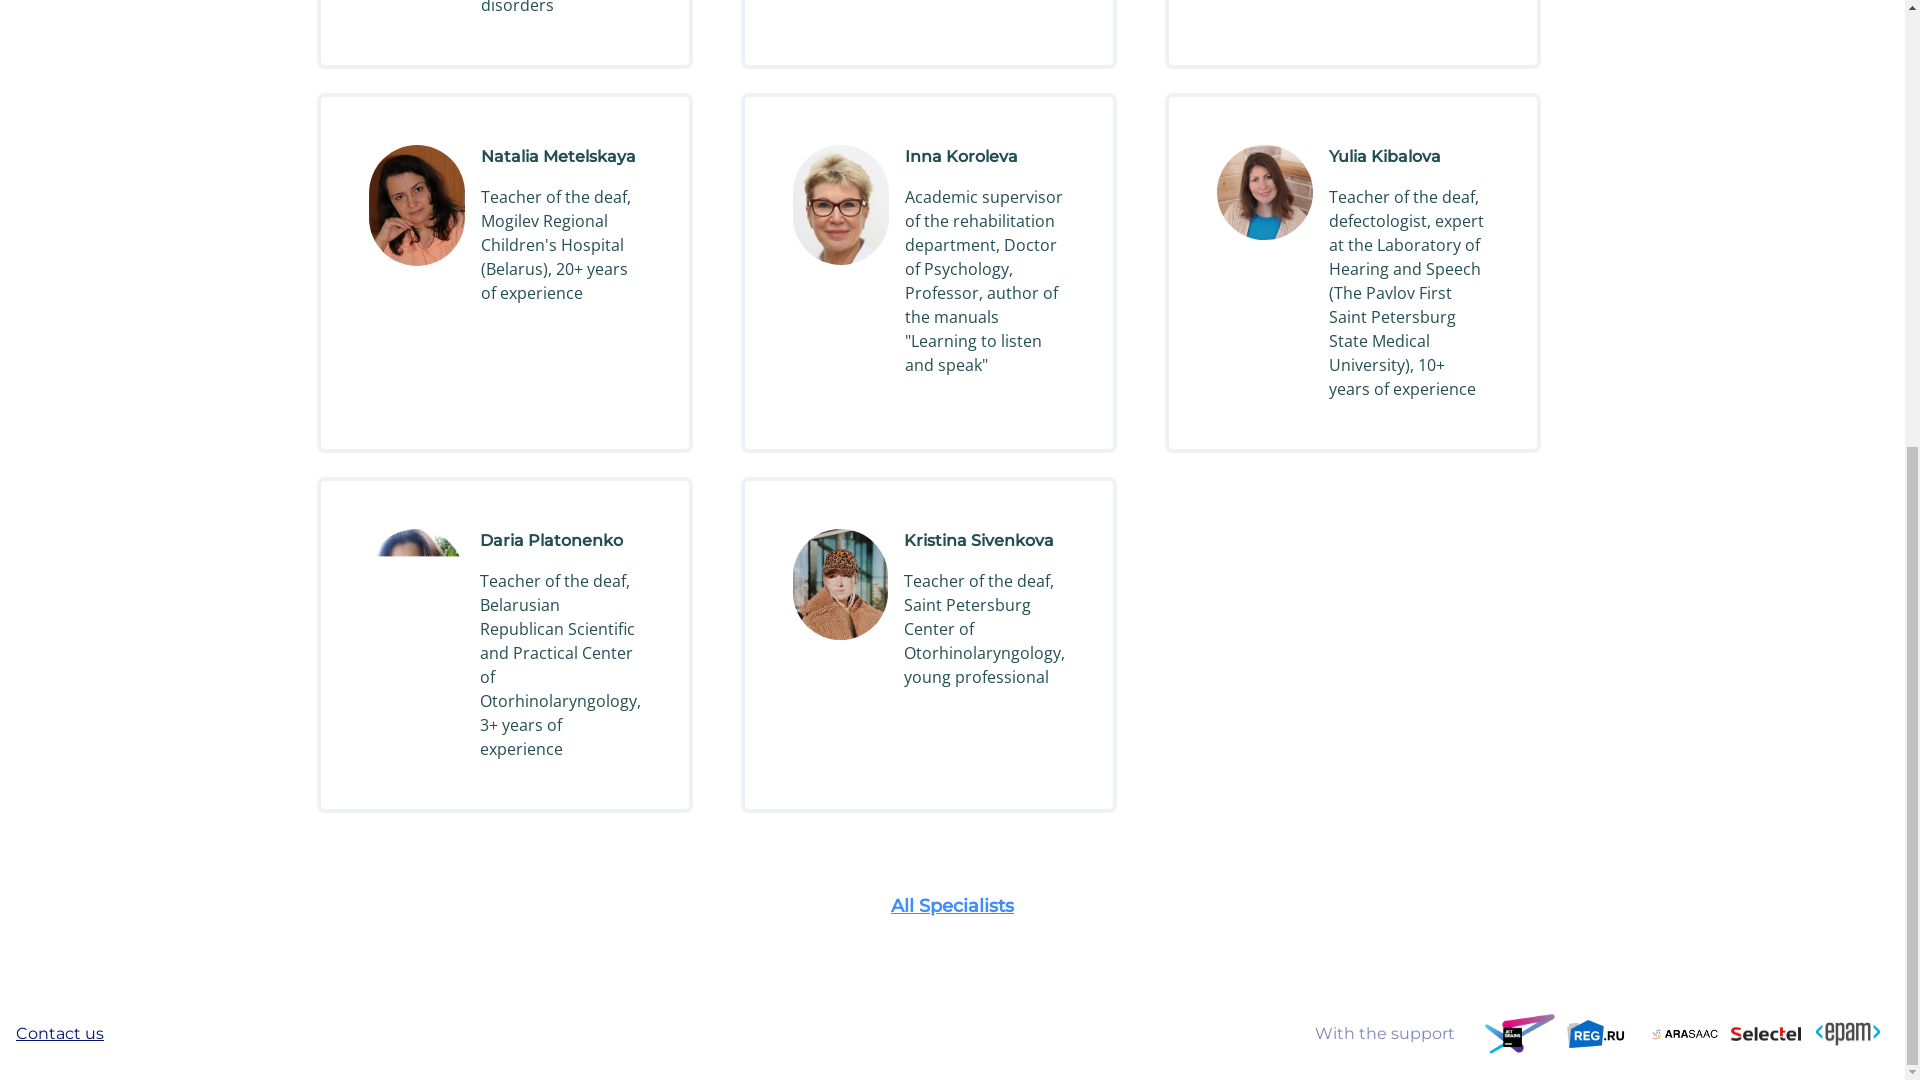 disorders
Natalia Metelskaya
Teacher of the deaf,
Mogilev Regional
Children's Hospital
(Belarus), 20+ years
of experience
Inna Koroleva
Academic supervisor
of the rehabilitation
department, Doctor
of Psychology,
Professor, author of
the manuals
"Learning to listen
and speak"
Yulia Kibalova
Teacher of the deaf,
defectologist, expert
at the Laboratory of
Hearing and Speech
(The Pavlov First
Saint Petersburg
State Medical
University), 10+
years of experience
Daria Platonenko
Teacher of the deaf,
Belarusian
Republican Scientific
and Practical Center
of
Otorhinolaryngology,
3+ years of
experience
Kristina Sivenkova
Teacher of the deaf,
Saint Petersburg
Center of
Otorhinolaryngology,
young professional
All Specialists
Contact us
With the support
JET
BRAINS
REG.RU
ARASAAC
Selectel
<epam>